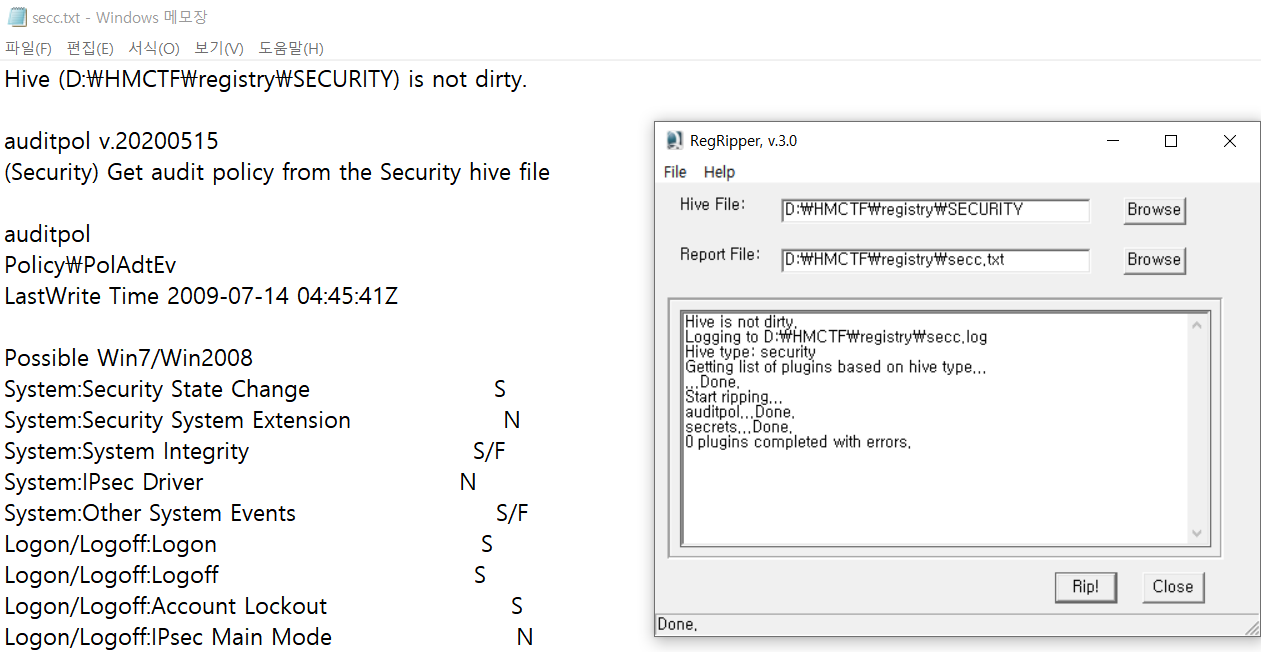 secc.txt - Windows 메모장
파일(F) 편집(E) 서식(O) 보기(V) 도움말(H)
Hive (D:₩HMCTF₩registry₩SECURITY) is not dirty.
auditpol v.20200515
(Security) Get audit policy from the Security hive file
auditpol
Policy₩PolAdtEv
LastWrite Time 2009-07-14 04:45:41Z
Possible Win7/Win2008
System:Security State Change S
System:Security System Extension N
System:System Integrity S/F
System:IPsec Driver N
System:Other System Events S/F
Logon/Logoff:Logon S
Logon/Logoff:Logoff S
Logon/Logoff:Account Lockout S
Logon/Logoff:IPsec Main Mode N
RegRipper, v.3.0
File Help
Hive File: D:₩HMCTF₩registry₩SECURITY Browse
Report File: D:₩HMCTF₩registry₩secc.txt Browse
Hive is not dirty.
Logging to D:₩HMCTF₩registry₩secc.log
Hive type: security
Getting list of plugins based on hive type...
...Done.
Start ripping...
auditpol...Done.
secrets...Done.
0 plugins completed with errors.
Rip! Close
Done.